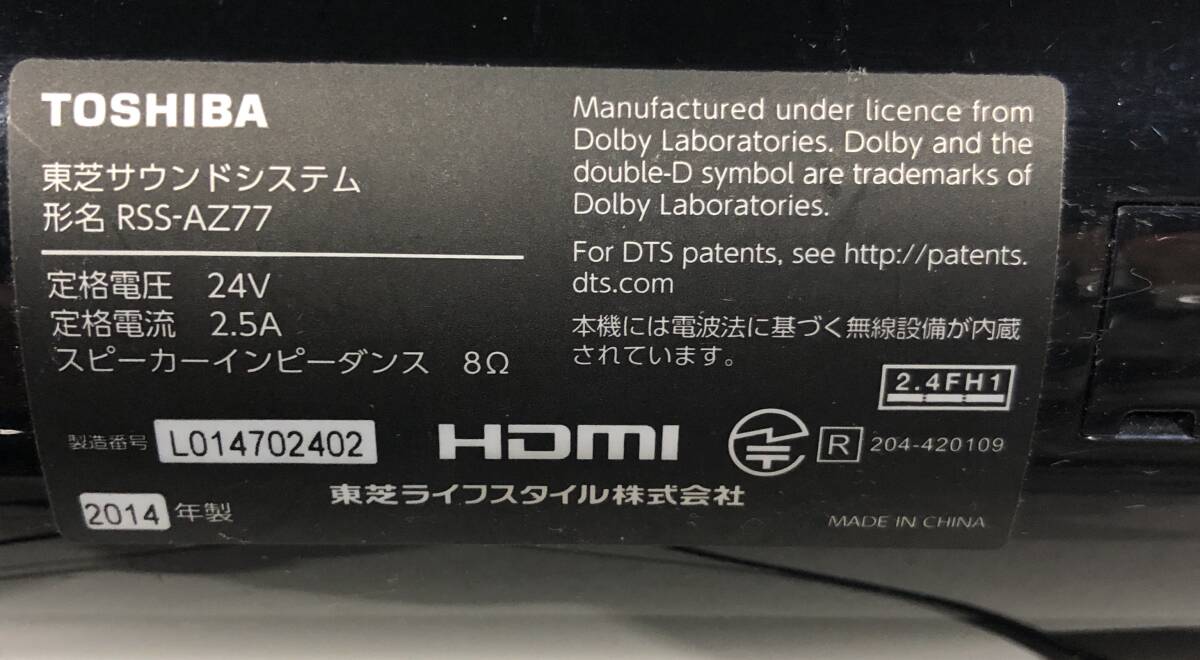 TOSHIBA
東芝サウンドシステム
形名 RSS-AZ77
定格電圧 24V
定格電流 2.5A
スピーカーインピーダンス 8Ω
製造番号 L014702402
2014 年製
Manufactured under licence from
Dolby Laboratories. Dolby and the
double-D symbol are trademarks of
Dolby Laboratories.
For DTS patents, see http://patents.
dts.com
本機には電波法に基づく無線設備が内蔵
されています。
2.4FH1
HDMI
R 204-420109
東芝ライフスタイル株式会社
MADE IN CHINA